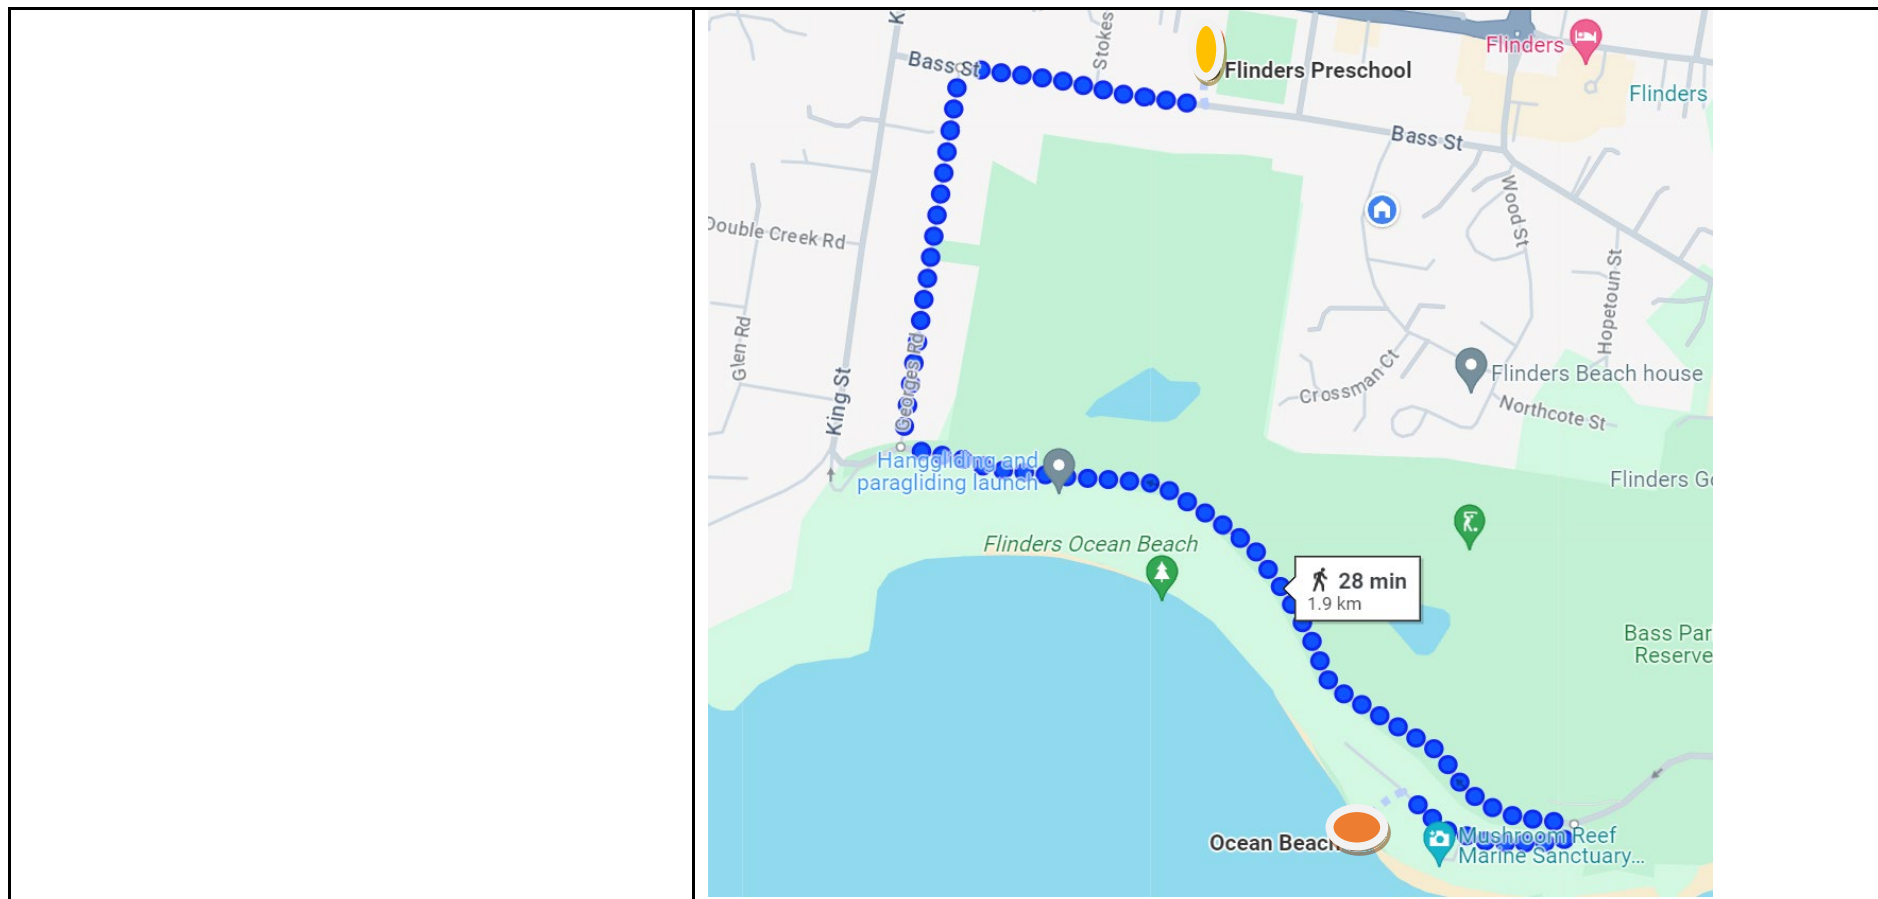 K
Stokes
Flinders
Bass St
Flinders Preschool
Flinders
Bass St
Wood St
Double Creek Rd
Hopetoun St
Glen Rd
Georges Rd
King St
Crossman Ct
Flinders Beach house
Northcote St
Hanggliding and
paragliding launch
Flinders Go
Flinders Ocean Beach
28 min
1.9 km
Bass Par
Reserve
Ocean Beach
Mushroom Reef
Marine Sanctuary...